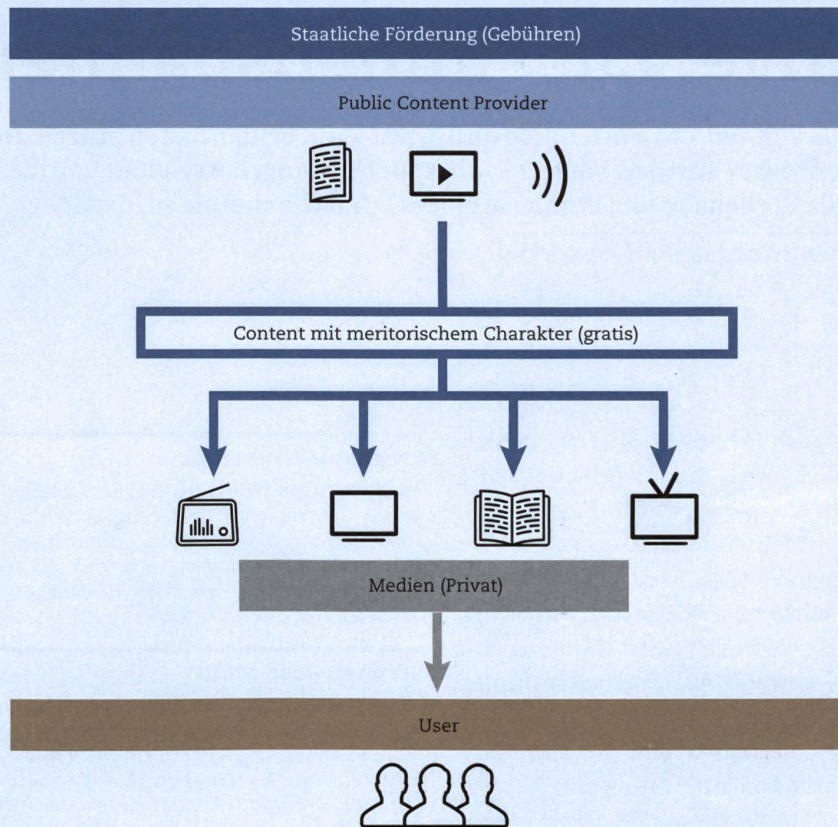 Staatliche Förderung (Gebühren)
Public Content Provider
Content mit meritorischem Charakter (gratis)
Medien (Privat)
User